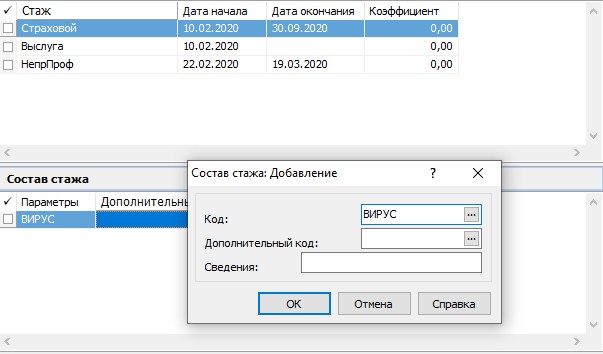 ✓ Стаж Дата начала Дата окончания Коэффициент
Страховой 10.02.2020 30.09.2020 0,00
Выслуга 10.02.2020 0,00
НепрПроф 22.02.2020 19.03.2020 0,00
Состав стажа
✓ Параметры Дополнительны
ВИРУС
Состав стажа: Добавление ? ×
Код: ВИРУС ...
Дополнительный код: ...
Сведения:
ОК Отмена Справка